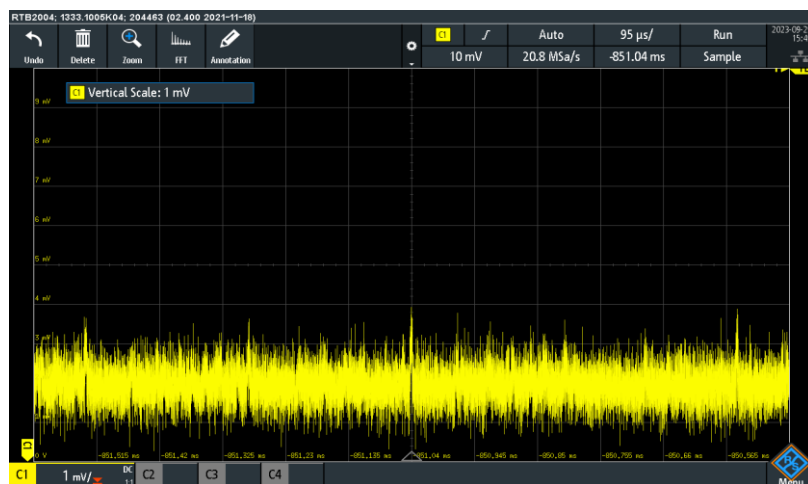 RTB2004; 1333.1005K04; 204463 (02.400 2021-11-18)
Undo Delete Zoom FFT Annotation
C1 Auto 95 µs/ Run
10 mV 20.8 MSa/s -851.04 ms Sample
C1 Vertical Scale: 1 mV
9 mV
8 mV
7 mV
6 mV
5 mV
4 mV
3 mV
0 V -851.515 ms -851.42 ms -851.325 ms -851.23 ms -851.135 ms -851.04 ms -850.945 ms -850.85 ms -850.755 ms -850.66 ms -850.565 ms
C1 1 mV/ DC 1:1 C2 C3 C4 Menu